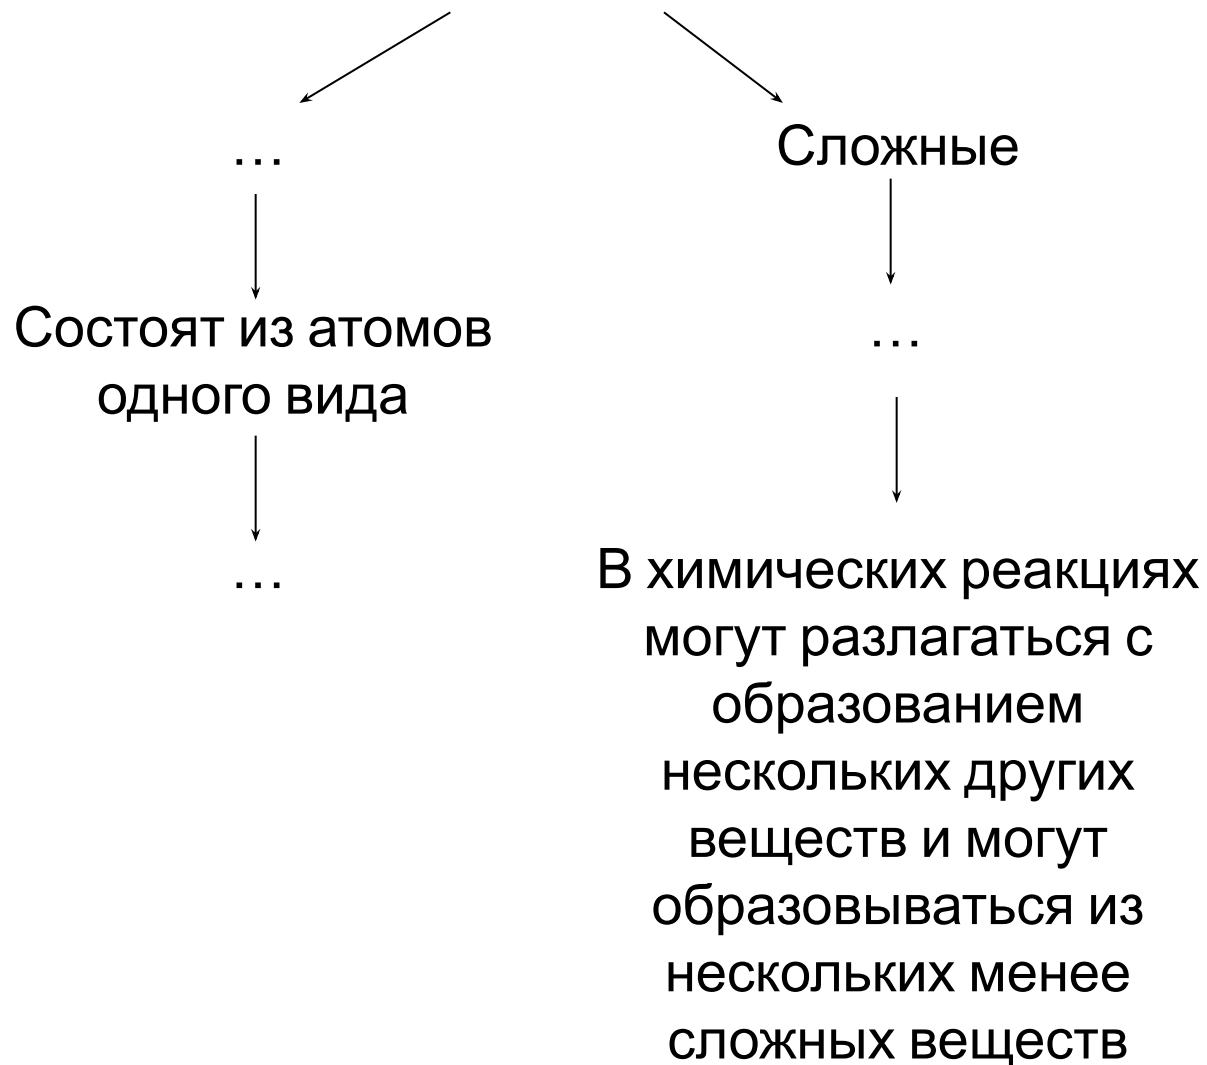 …
Сложные
Состоят из атомов
одного вида
…
…
В химических реакциях
могут разлагаться с
образованием
нескольких других
веществ и могут
образовываться из
нескольких менее
сложных веществ